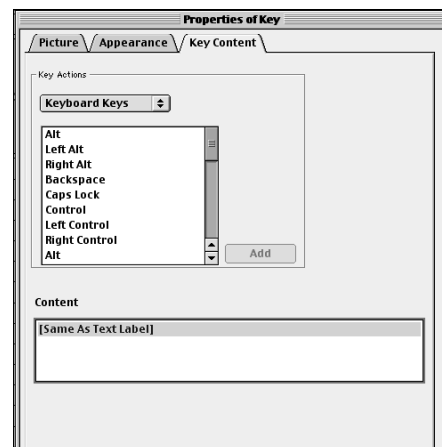 Properties of Key
Picture Appearance Key Content
Key Actions
Keyboard Keys
Alt
Left Alt
Right Alt
Backspace
Caps Lock
Control
Left Control
Right Control
Alt
Add
Content
[Same As Text Label]